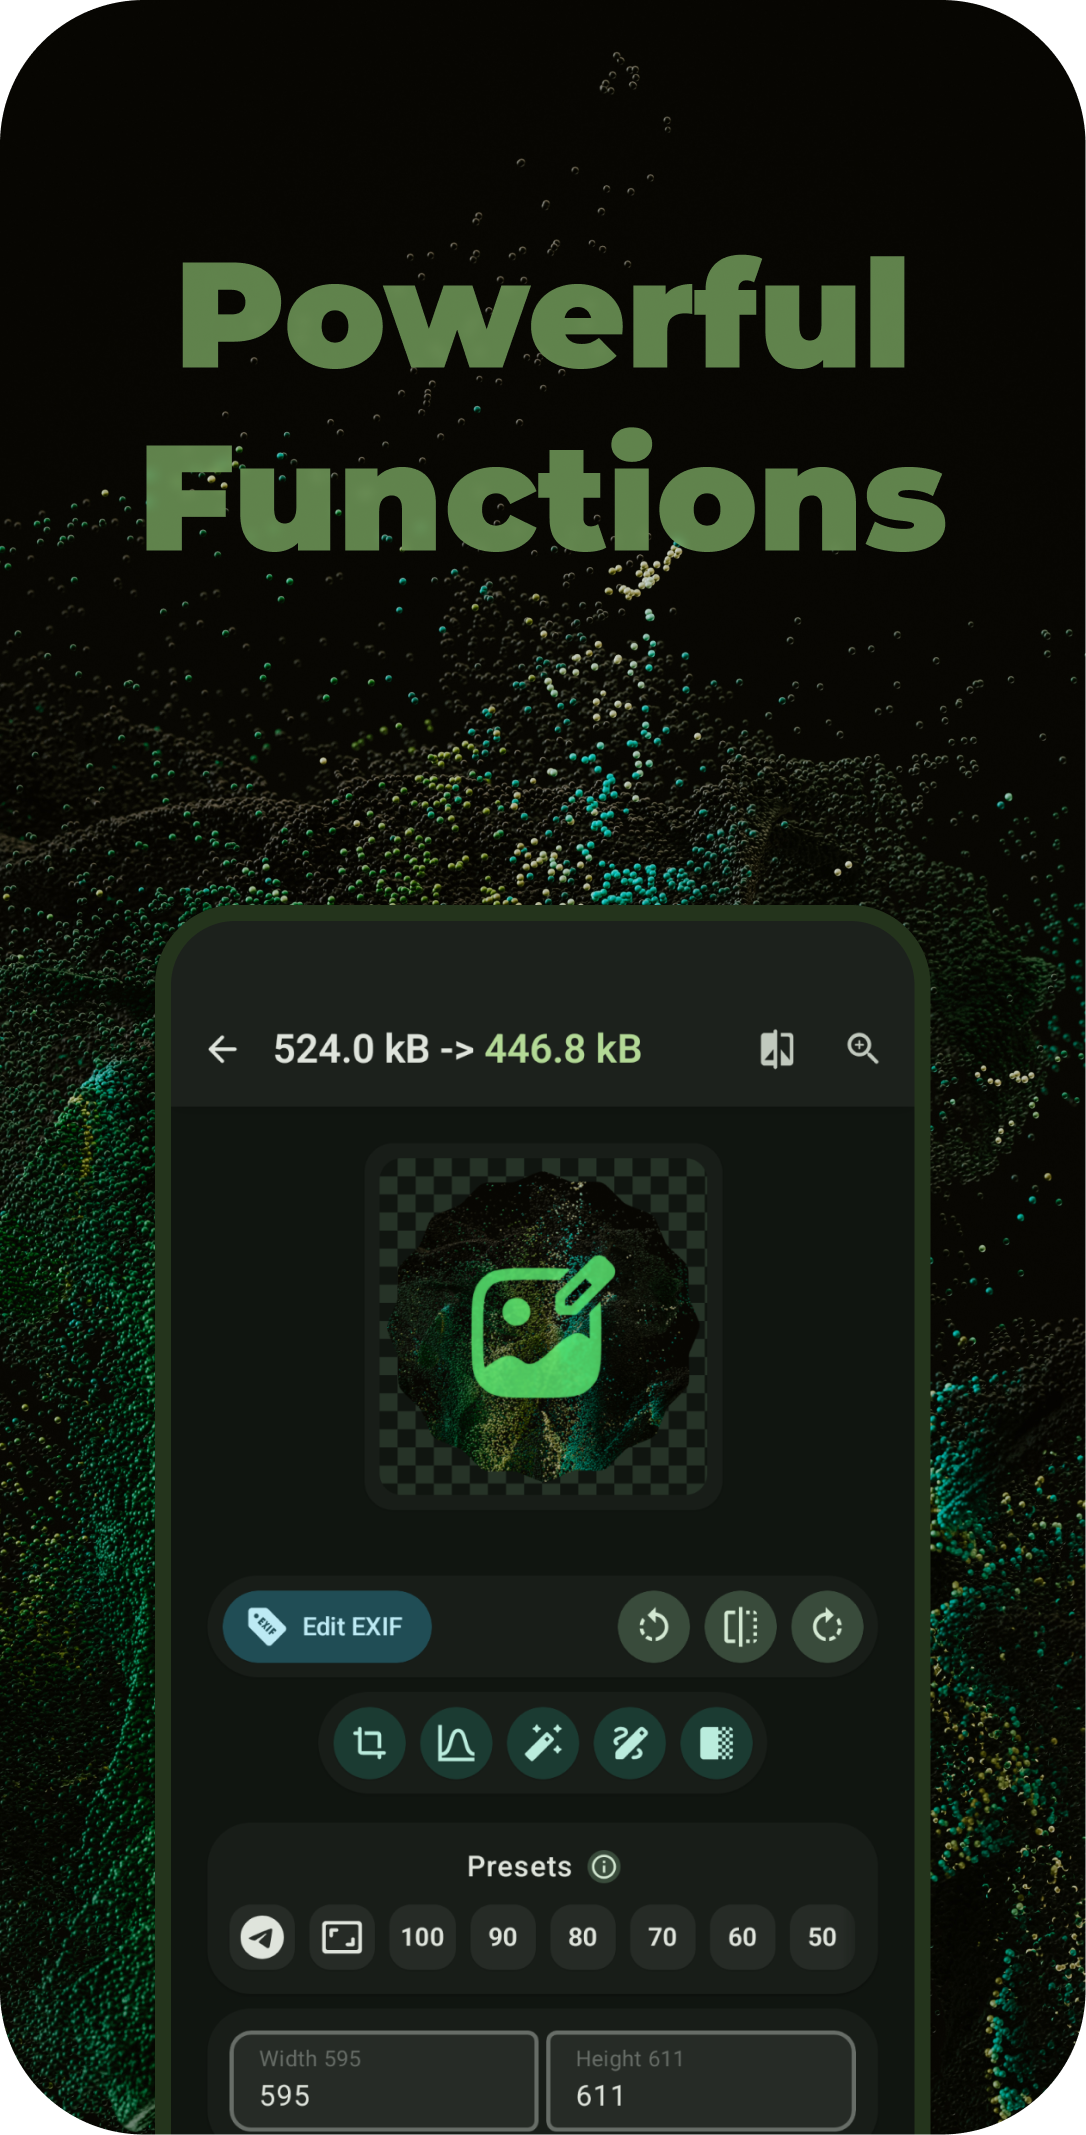 Powerful
Functions
524.0 kB -> 446.8 kB
EXIF Edit EXIF
Presets
100 90 80 70 60 50
Width 595 Height 611
595 611